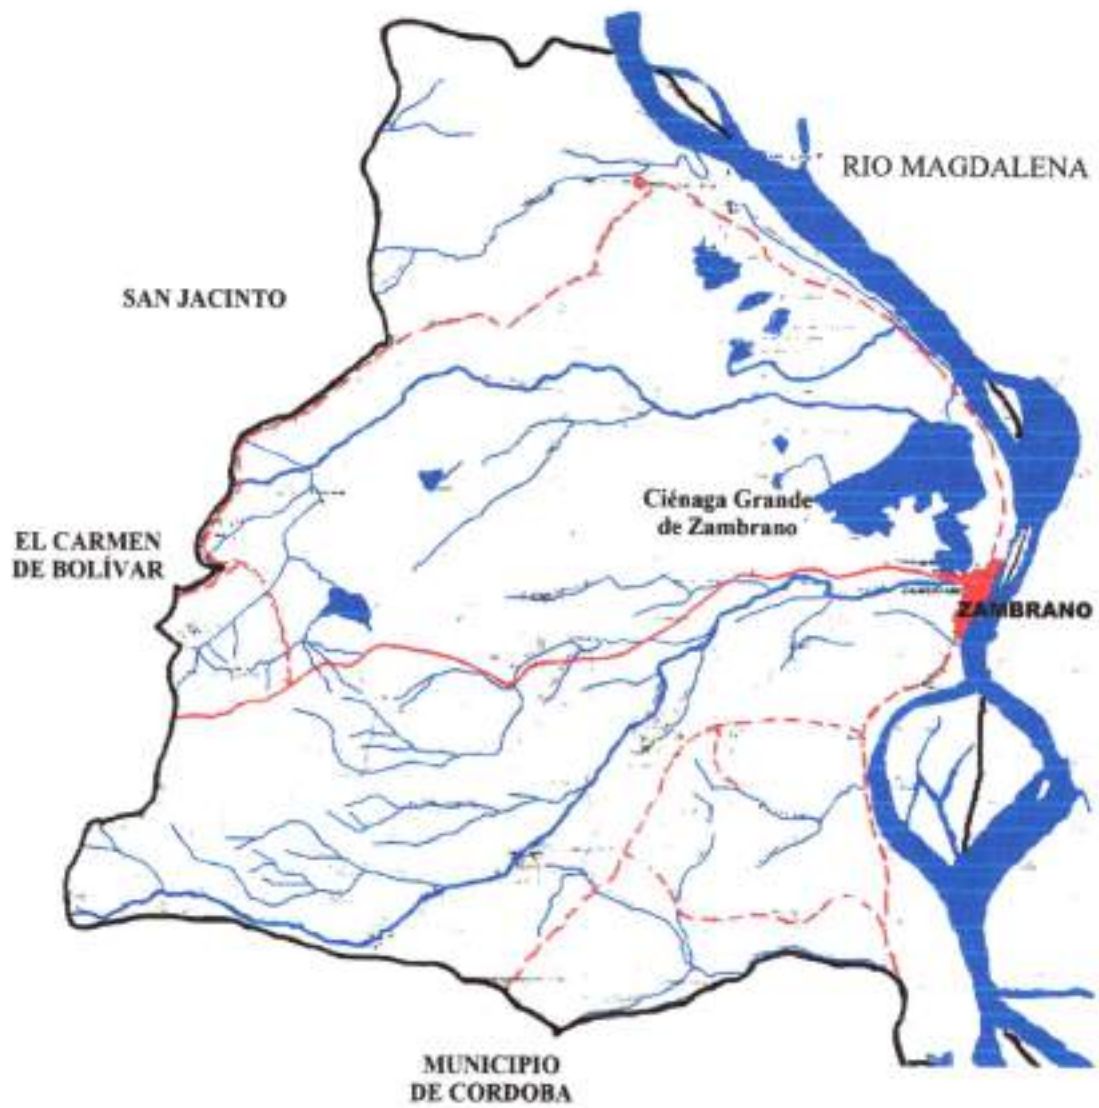 RIO MAGDALENA
SAN JACINTO
Ciénaga Grande
de Zambrano
EL CARMEN
DE BOLÍVAR
ZAMBRANO
MUNICIPIO
DE CORDOBA